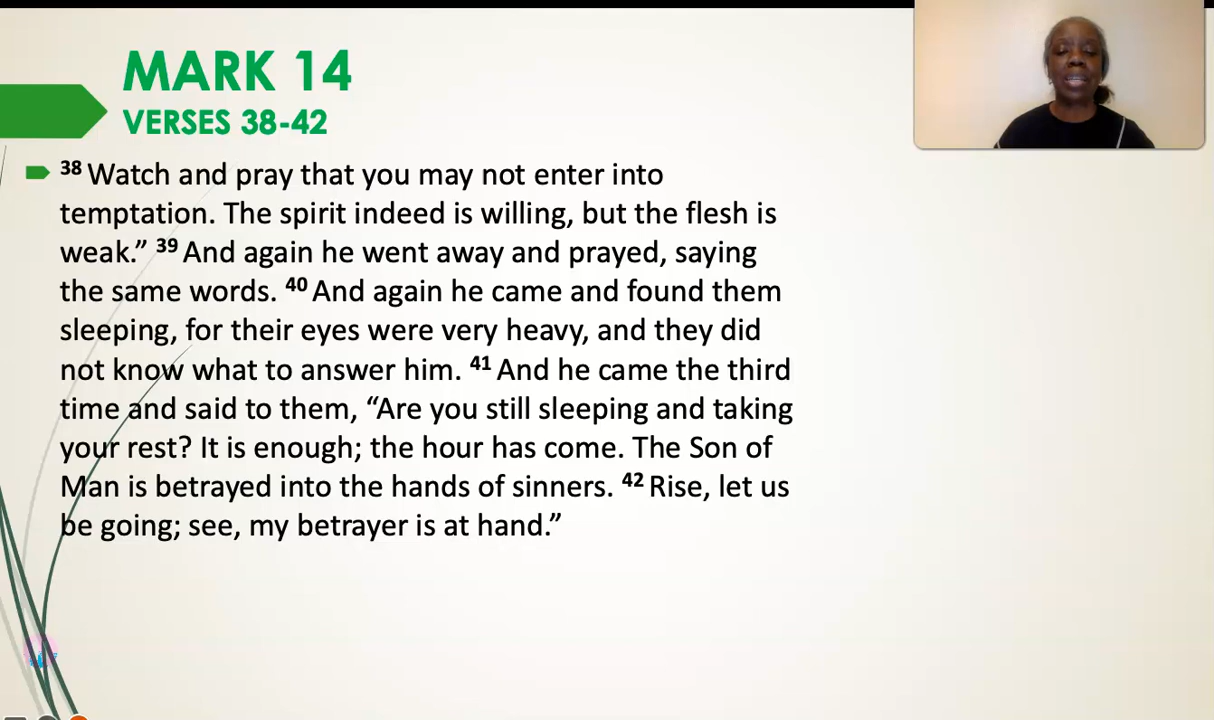 MARK 14
VERSES 38-42
38 Watch and pray that you may not enter into
temptation. The spirit indeed is willing, but the flesh is
weak.” 39 And again he went away and prayed, saying
the same words. 40 And again he came and found them
sleeping, for their eyes were very heavy, and they did
not know what to answer him. 41 And he came the third
time and said to them, “Are you still sleeping and taking
your rest? It is enough; the hour has come. The Son of
Man is betrayed into the hands of sinners. 42 Rise, let us
be going; see, my betrayer is at hand.”